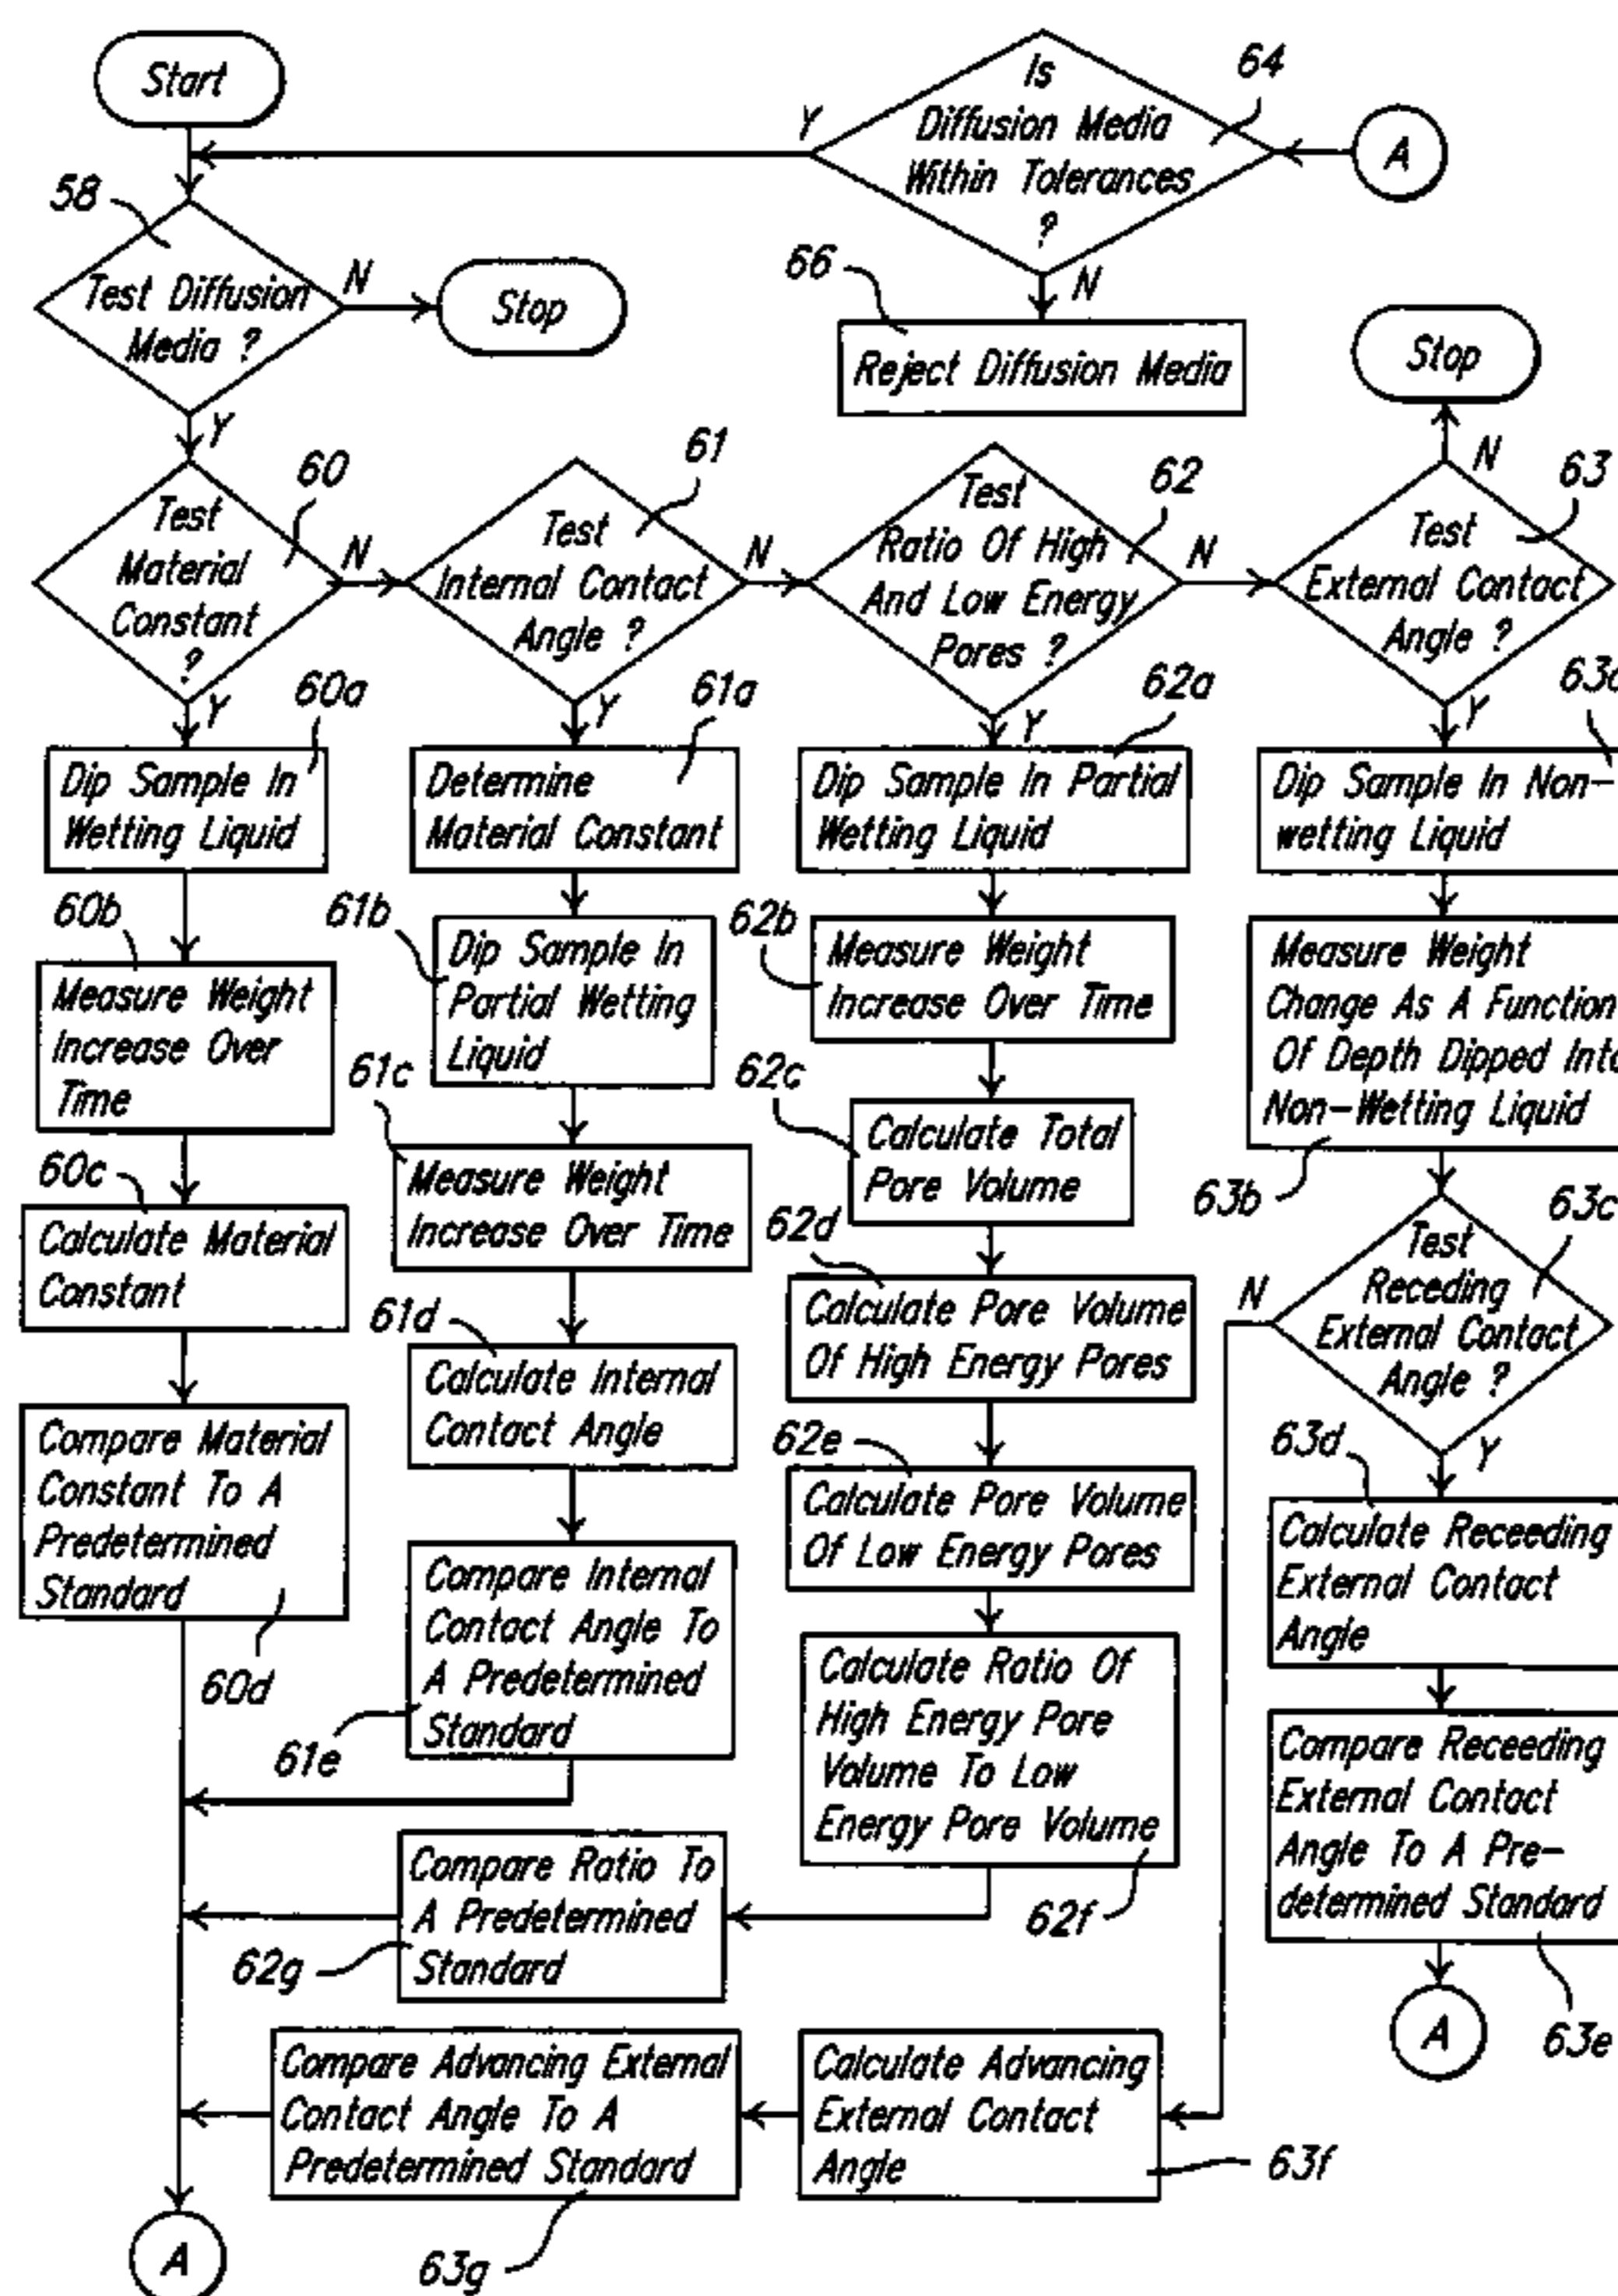 Start
Is
Diffusion Media
Within Tolerances
?
64
A
Y
N
58
Test Diffusion
Media ?
N
Stop
Y
66
Reject Diffusion Media
Stop
N
60
Test
Material
Constant
?
N
Y
61
Test
Internal Contact
Angle ?
N
Y
62
Test
Ratio Of High
And Low Energy
Pores ?
N
Y
63
Test
External Contact
Angle ?
Y
60a
Dip Sample In
Wetting Liquid
60b
Measure Weight
Increase Over
Time
60c
Calculate Material
Constant
Compare Material
Constant To A
Predetermined
Standard
60d
61a
Determine
Material Constant
61b
Dip Sample In
Partial Wetting
Liquid
61c
Measure Weight
Increase Over Time
61d
Calculate Internal
Contact Angle
Compare Internal
Contact Angle To
A Predetermined
Standard
61e
62a
Dip Sample In Partial
Wetting Liquid
62b
Measure Weight
Increase Over Time
62c
Calculate Total
Pore Volume
62d
Calculate Pore Volume
Of High Energy Pores
62e
Calculate Pore Volume
Of Low Energy Pores
Calculate Ratio Of
High Energy Pore
Volume To Low
Energy Pore Volume
62f
Compare Ratio To
A Predetermined
Standard
62g
Dip Sample In Non-
wetting Liquid
Measure Weight
Change As A Function
Of Depth Dipped Into
Non-Wetting Liquid
63b
63c
Test
Receding
External Contact
Angle ?
N
Y
63d
Calculate Receeding
External Contact
Angle
Compare Receeding
External Contact
Angle To A Pre-
determined Standard
63e
A
Calculate Advancing
External Contact
Angle
63f
Compare Advancing External
Contact Angle To A
Predetermined Standard
63g
A